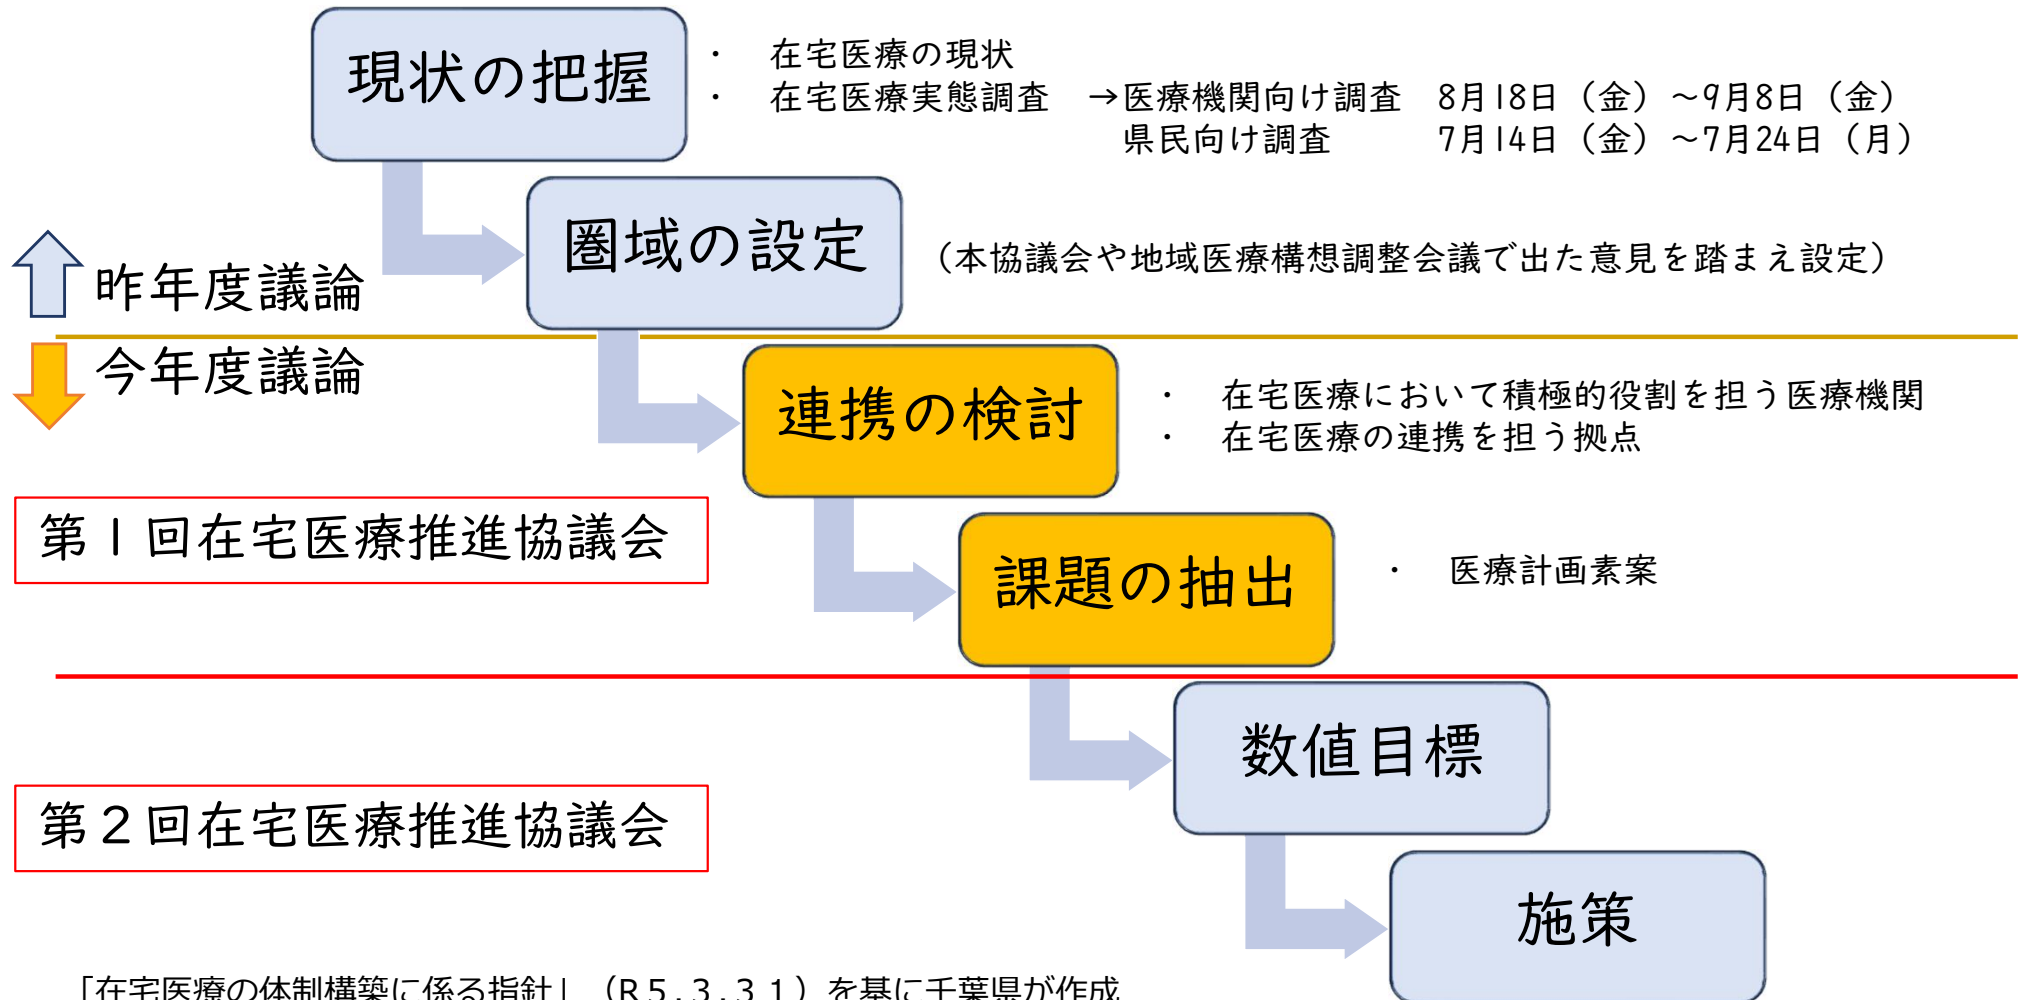 現状の把握
・　在宅医療の現状
・　在宅医療実態調査　→医療機関向け調査　8月18日（金）～9月8日（金）
県民向け調査　7月14日（金）～7月24日（月）
圏域の設定
（本協議会や地域医療構想調整会議で出た意見を踏まえ設定）
昨年度議論
今年度議論
連携の検討
・　在宅医療において積極的役割を担う医療機関
・　在宅医療の連携を担う拠点
第１回在宅医療推進協議会
課題の抽出
・　医療計画素案
数値目標
第２回在宅医療推進協議会
施策
「在宅医療の体制構築に係る指針」（R５.３.３１）を基に千葉県が作成